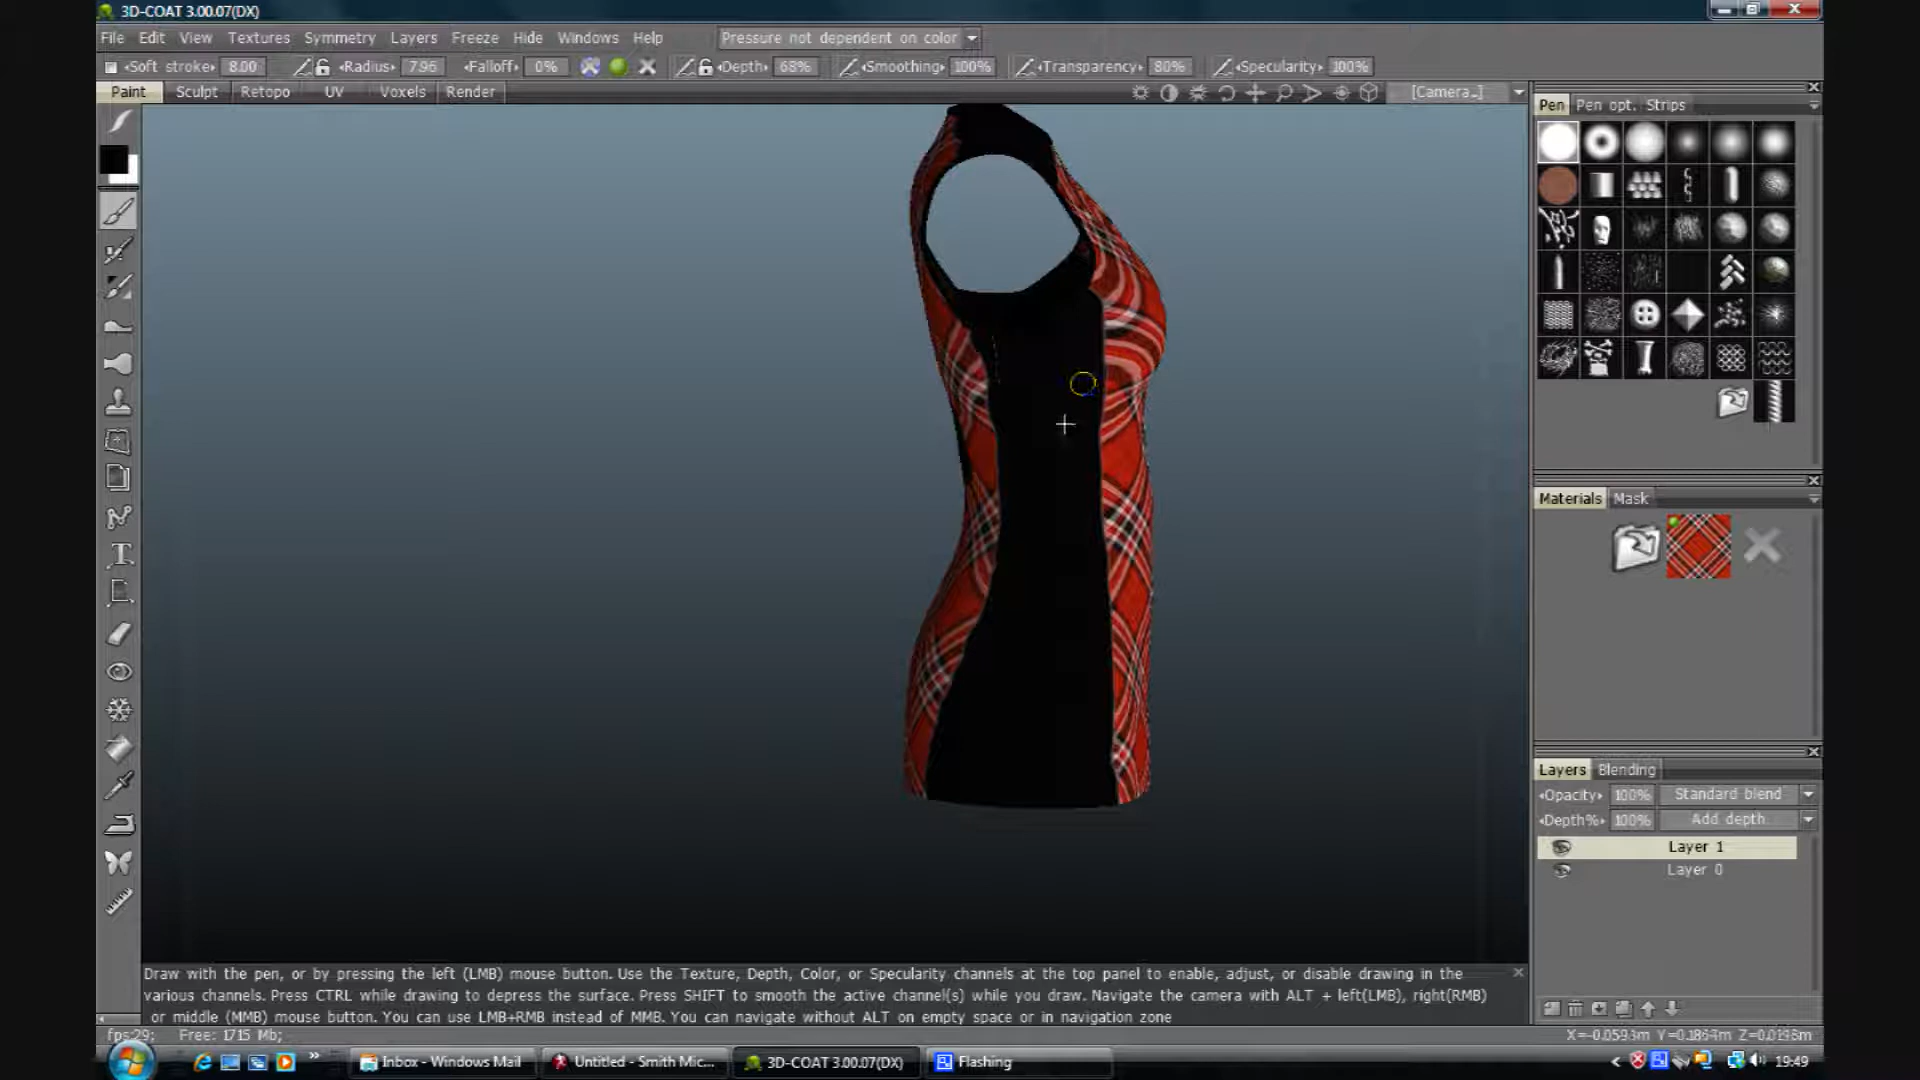 3D-COAT 3.00.07(DX)
File Edit View Textures Symmetry Layers Freeze Hide Windows Help Pressure not dependent on color
Soft stroke 8.00 Radius 7.96 Falloff 0% Depth 68% Smoothing 100% Transparency 80% Specularity 100%
Paint Sculpt Retopo UV Voxels Render [Camera_]
Pen Pen opt. Strips
Materials Mask
Layers Blending
Opacity 100% Standard blend
Depth% 100% Add depth
Layer 1
Layer 0
Draw with the pen, or by pressing the left (LMB) mouse button. Use the Texture, Depth, Color, or Specularity channels at the top panel to enable, adjust, or disable drawing in the
various channels. Press CTRL while drawing to depress the surface. Press SHIFT to smooth the active channel(s) while you draw. Navigate the camera with ALT + left(LMB), right(RMB)
or middle (MMB) mouse button. You can use LMB+RMB instead of MMB. You can navigate without ALT on empty space or in navigation zone
fps:29; Free: 1715 Mb;
Inbox - Windows Mail Untitled - Smith Mic... 3D-COAT 3.00.07(DX) Flashing 19:49